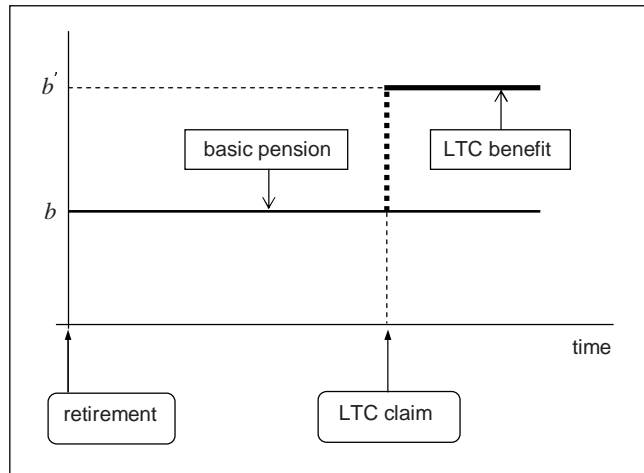 b'
basic pension
LTC benefit
b
time
retirement
LTC claim